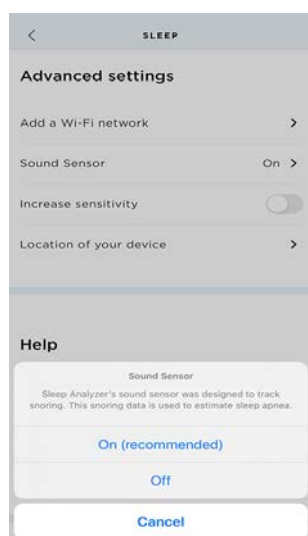 SLEEP
Advanced settings
Add a Wi-Fi network
Sound Sensor On
Increase sensitivity
Location of your device
Help
Sound Sensor
Sleep Analyzer's sound sensor was designed to track
snoring. This snoring data is used to estimate sleep apnea.
On (recommended)
Off
Cancel